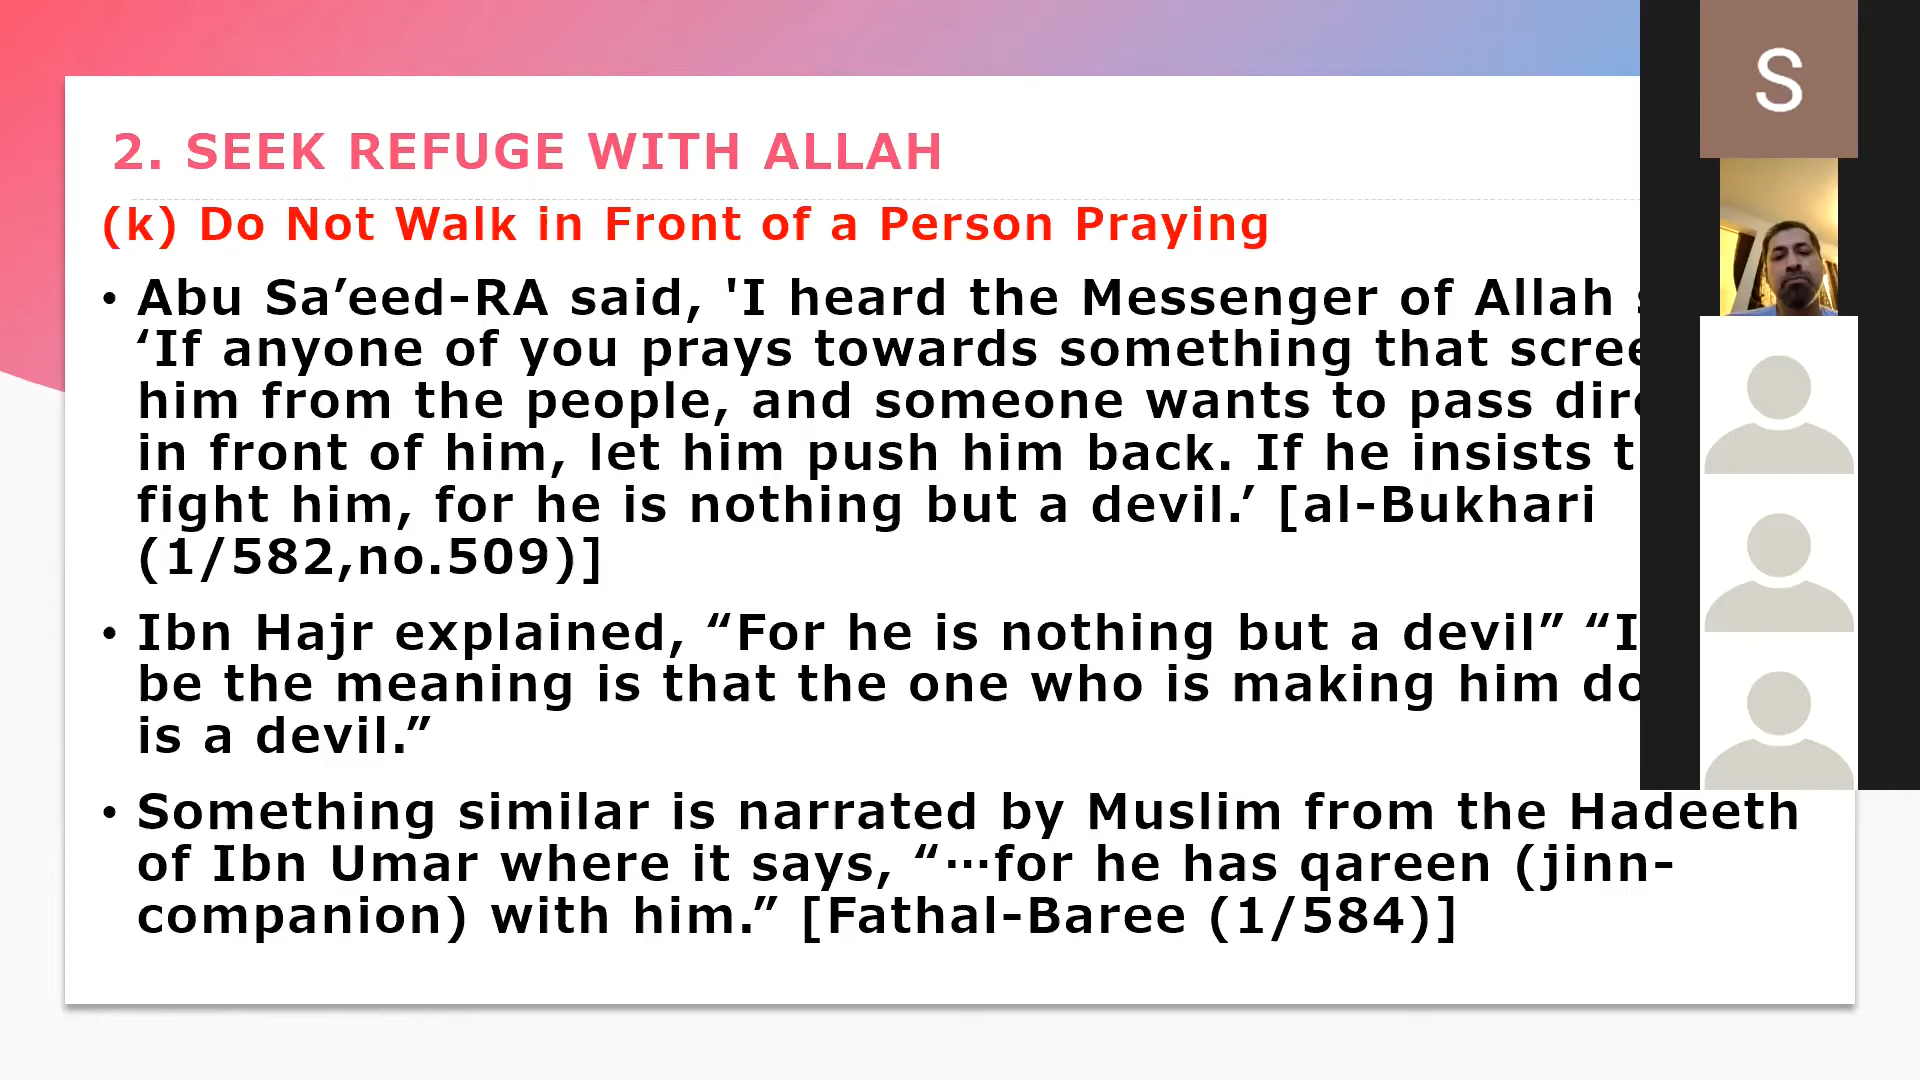 2. SEEK REFUGE WITH ALLAH
(k) Do Not Walk in Front of a Person Praying
• Abu Sa’eed-RA said, 'I heard the Messenger of Allah
‘If anyone of you prays towards something that
him from the people, and someone wants to pass
in front of him, let him push him back. If he insists
fight him, for he is nothing but a devil.’ [al-Bukhari
(1/582,no.509)]
• Ibn Hajr explained, “For he is nothing but a devil”
be the meaning is that the one who is making him do
is a devil.”
• Something similar is narrated by Muslim from the Hadeeth
of Ibn Umar where it says, “…for he has qareen (jinn-
companion) with him.” [Fathal-Baree (1/584)]
S